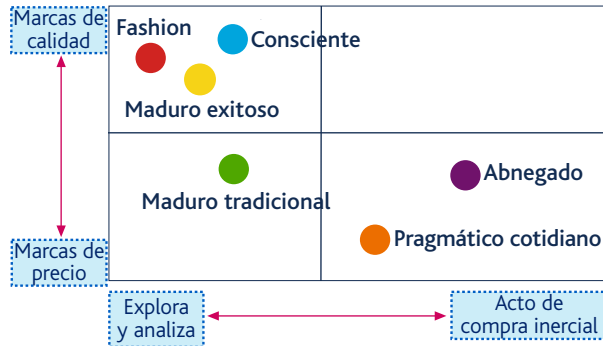 Marcas de
calidad
Fashion
Consciente
Maduro exitoso
Maduro tradicional
Abnegado
Pragmático cotidiano
Marcas de
precio
Explora
y analiza
Acto de
compra inercial